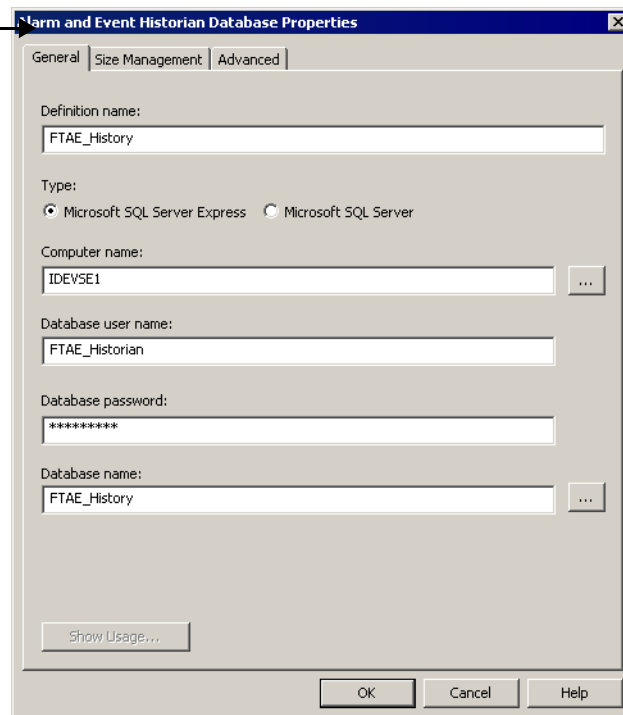 Alarm and Event Historian Database Properties
General Size Management Advanced
Definition name:
FTAE_History
Type:
Microsoft SQL Server Express Microsoft SQL Server
Computer name:
IDEVSE1
...
Database user name:
FTAE_Historian
Database password:
*********
Database name:
FTAE_History
...
Show Usage...
OK Cancel Help